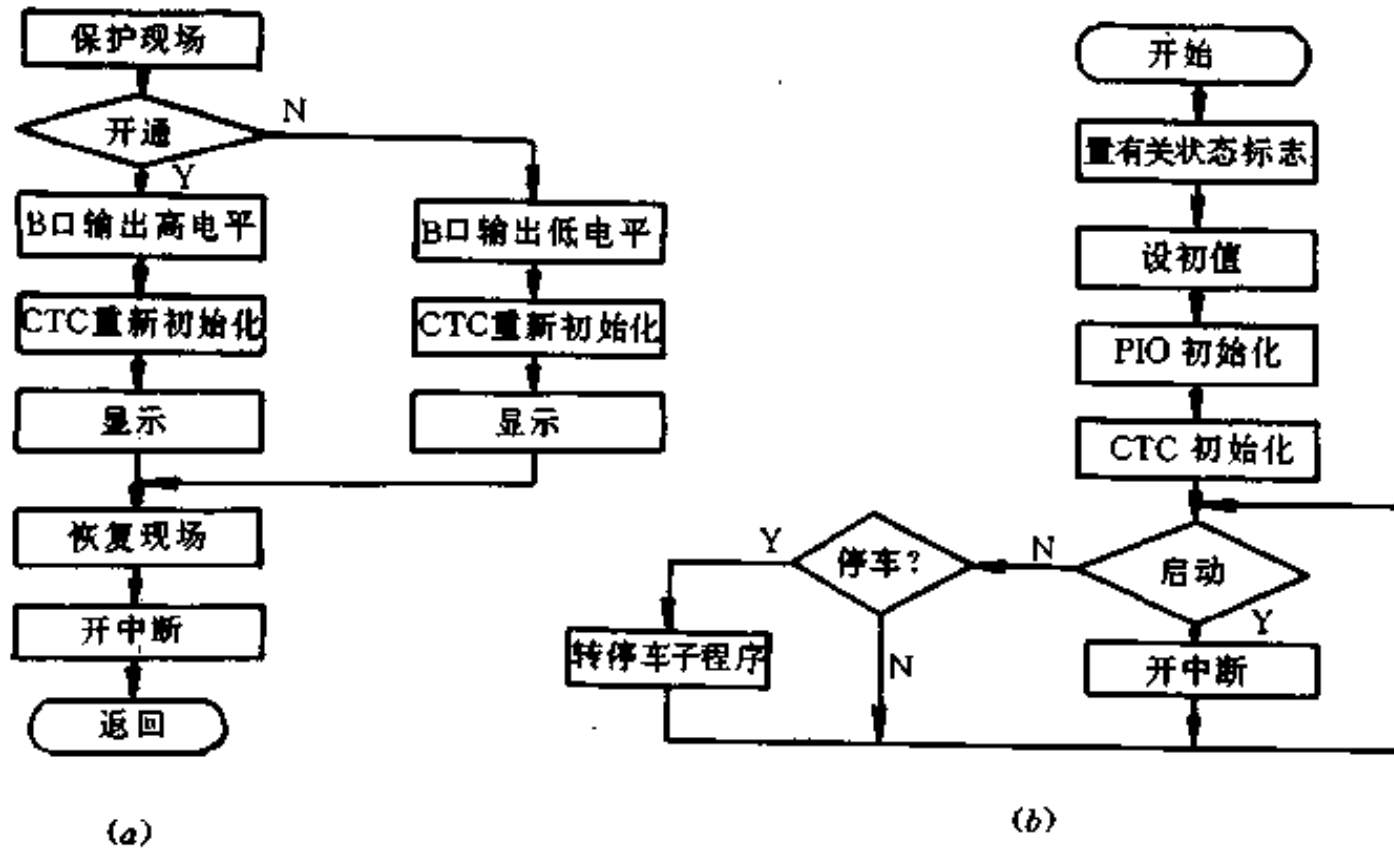 保护现场
开通
N
Y
B口输出高电平
B口输出低电平
CTC重新初始化
CTC重新初始化
显示
显示
恢复现场
开中断
返回
(a)
开始
置有关状态标志
设初值
PIO 初始化
CTC 初始化
启动
N
Y
停车?
Y
N
转停车子程序
开中断
(b)